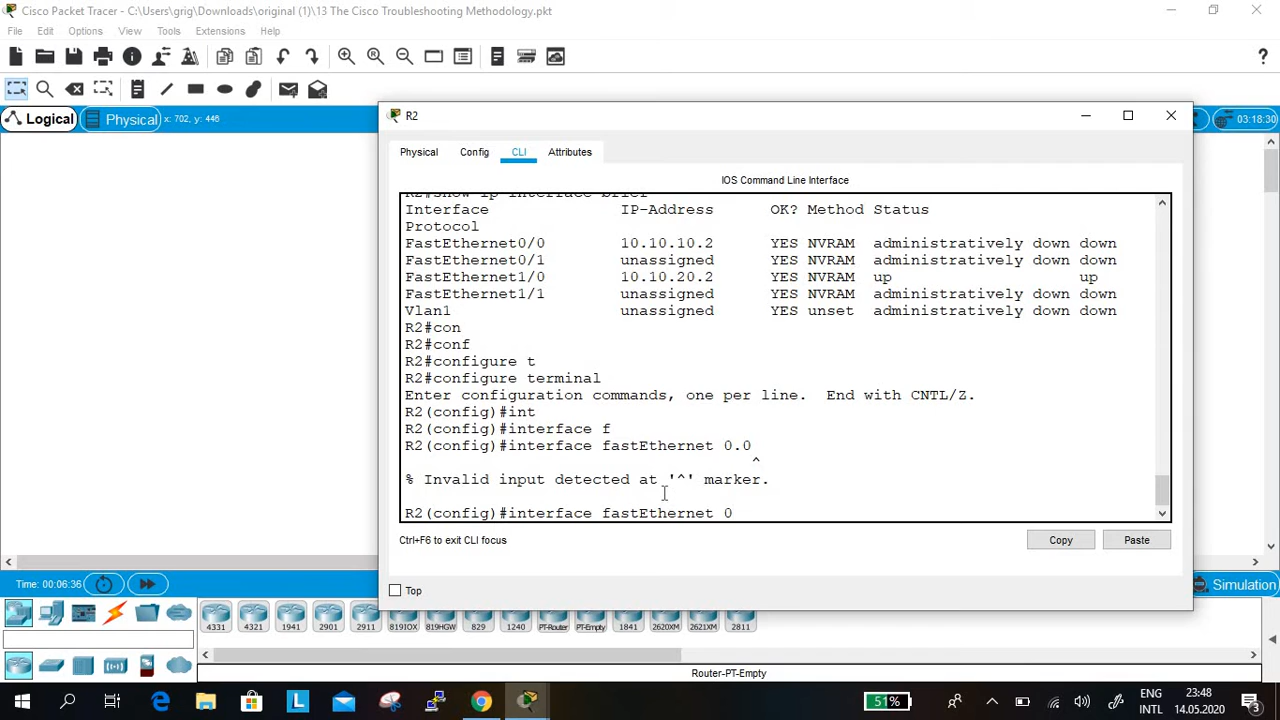 Cisco Packet Tracer - C:\Users\grig\Downloads\original (1)\13 The Cisco Troubleshooting Methodology.pkt
File Edit Options View Tools Extensions Help
Logical Physical x: 702, y: 446
03:18:30
R2
Physical Config CLI Attributes
IOS Command Line Interface
R2#show ip interface brief
Interface IP-Address OK? Method Status
Protocol
FastEthernet0/0 10.10.10.2 YES NVRAM administratively down down
FastEthernet0/1 unassigned YES NVRAM administratively down down
FastEthernet1/0 10.10.20.2 YES NVRAM up up
FastEthernet1/1 unassigned YES NVRAM administratively down down
Vlan1 unassigned YES unset administratively down down
R2#con
R2#conf
R2#configure t
R2#configure terminal
Enter configuration commands, one per line. End with CNTL/Z.
R2(config)#int
R2(config)#interface f
R2(config)#interface fastEthernet 0.0
^
% Invalid input detected at '^' marker.
R2(config)#interface fastEthernet 0
Ctrl+F6 to exit CLI focus
Copy Paste
Top
Time: 00:06:36
Simulation
4331 4321 1941 2901 2911 819IOX 819HGW 829 1240 PT-Router PT-Empty 1841 2620XM 2621XM 2811
Router-PT-Empty
51%
ENG
INTL
23:48
14.05.2020
3